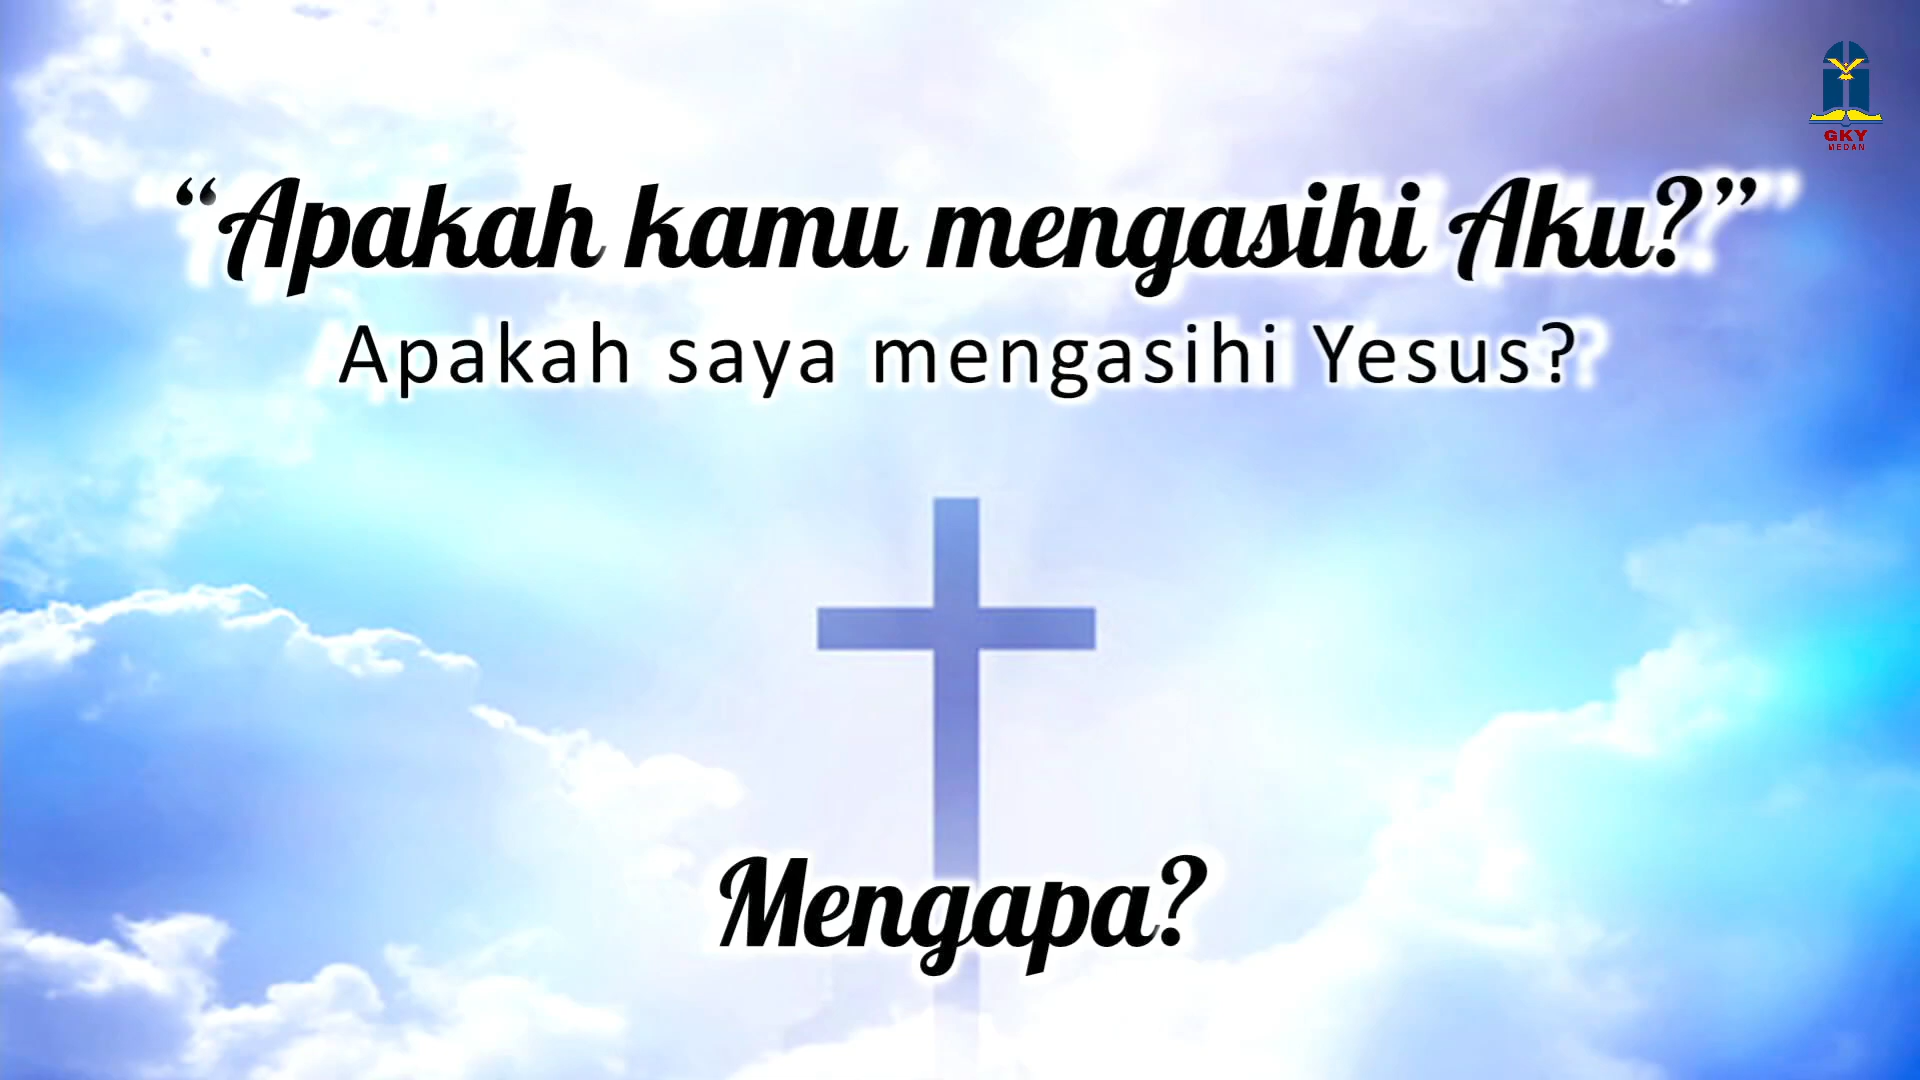 GKY
MEDAN
“Apakah kamu mengasihi Aku?”
Apakah saya mengasihi Yesus?
Mengapa?